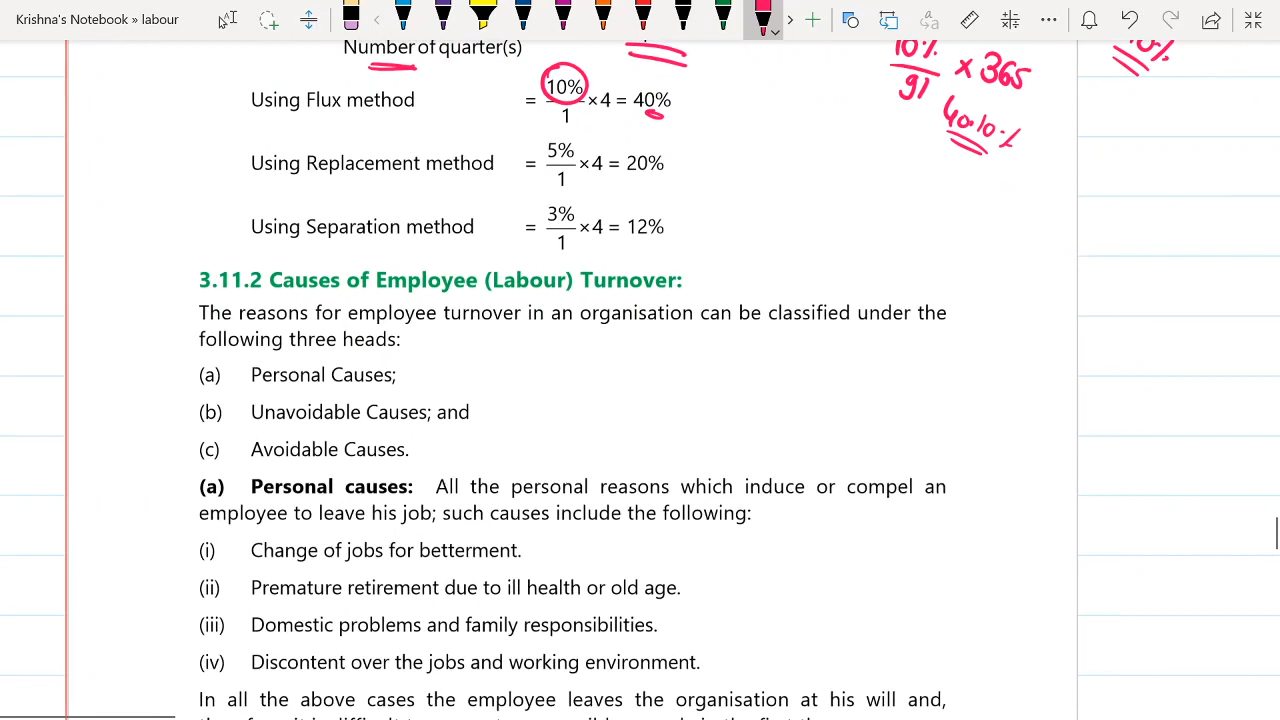 Krishna's Notebook » labour
Number of quarter(s)
10%
Using Flux method = ×4 = 40%
1
5%
Using Replacement method = ×4 = 20%
1
3%
Using Separation method = ×4 = 12%
1
10%
91 × 365
40.10%
3.11.2 Causes of Employee (Labour) Turnover:
The reasons for employee turnover in an organisation can be classified under the
following three heads:
(a) Personal Causes;
(b) Unavoidable Causes; and
(c) Avoidable Causes.
(a) Personal causes: All the personal reasons which induce or compel an
employee to leave his job; such causes include the following:
(i) Change of jobs for betterment.
(ii) Premature retirement due to ill health or old age.
(iii) Domestic problems and family responsibilities.
(iv) Discontent over the jobs and working environment.
In all the above cases the employee leaves the organisation at his will and,